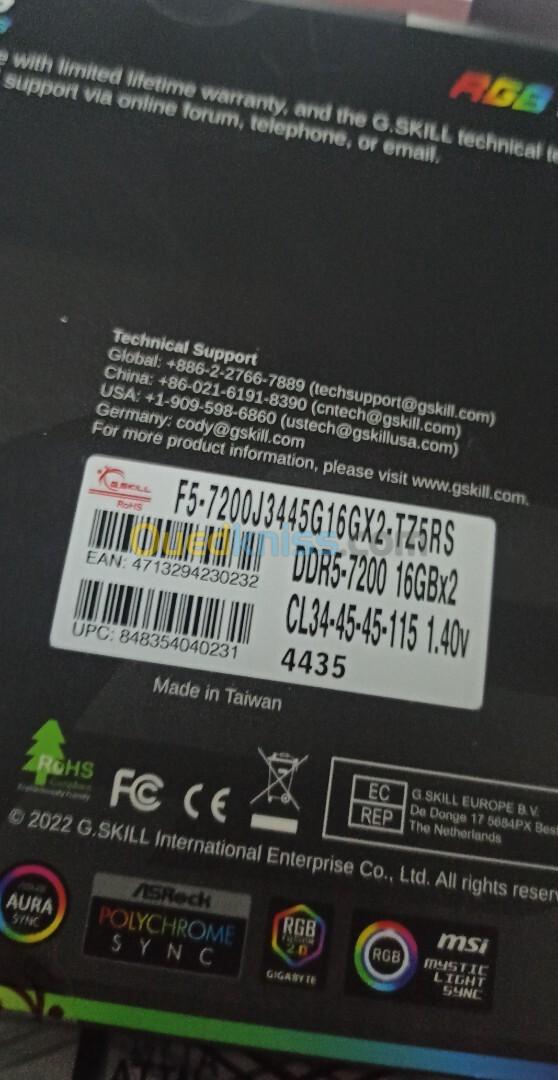 e with limited lifetime warranty, and the G.SKILL technical te
support via online forum, telephone, or email.
RGB
Technical Support
Global: +886-2-2766-7889 (techsupport@gskill.com)
China: +86-021-6191-8390 (cntech@gskill.com)
USA: +1-909-598-6860 (ustech@gskillusa.com)
Germany: cody@gskill.com
For more product information, please visit www.gskill.com.
G.SKILL
RoHS
F5-7200J3445G16GX2-TZ5RS
Ouedkniss.com
EAN: 4713294230232
DDR5-7200 16GBx2
UPC: 848354040231
CL34-45-45-115 1.40v
4435
Made in Taiwan
RoHS
FC CE
EC REP
G.SKILL EUROPE B.V.
De Donge 17 5684PX Best
The Netherlands
© 2022 G.SKILL International Enterprise Co., Ltd. All rights reser
AURA
SYNC
ASRock
POLYCHROME
SYNC
RGB
FUSION
2.0
GIGABYTE
RGB
msi
MYSTIC
LIGHT
SYNC